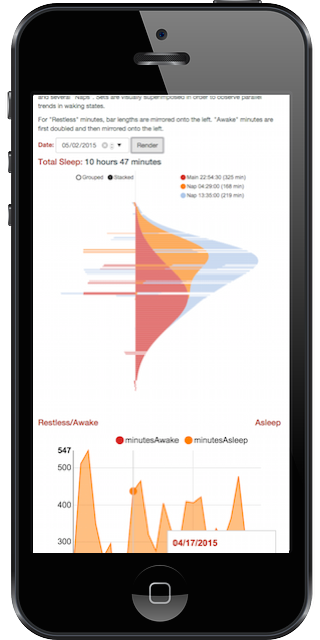 and several "Naps". Sets are visually superimposed in order to observe parallel
trends in waking states.
For "Restless" minutes, bar lengths are mirrored onto the left. "Awake" minutes are
first doubled and then mirrored onto the left.
Date: 05/02/2015 Render
Total Sleep: 10 hours 47 minutes
Grouped Stacked
Main 22:54:30 (325 min)
Nap 04:29:00 (168 min)
Nap 13:35:00 (219 min)
Restless/Awake Asleep
minutesAwake minutesAsleep
547
500
400
300
04/17/2015